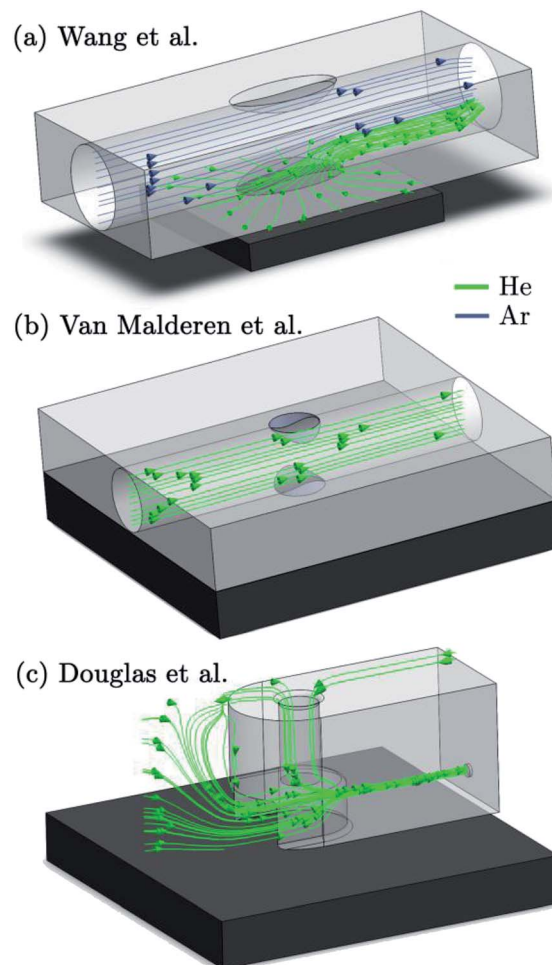 (a) Wang et al.
He
Ar
(b) Van Malderen et al.
(c) Douglas et al.